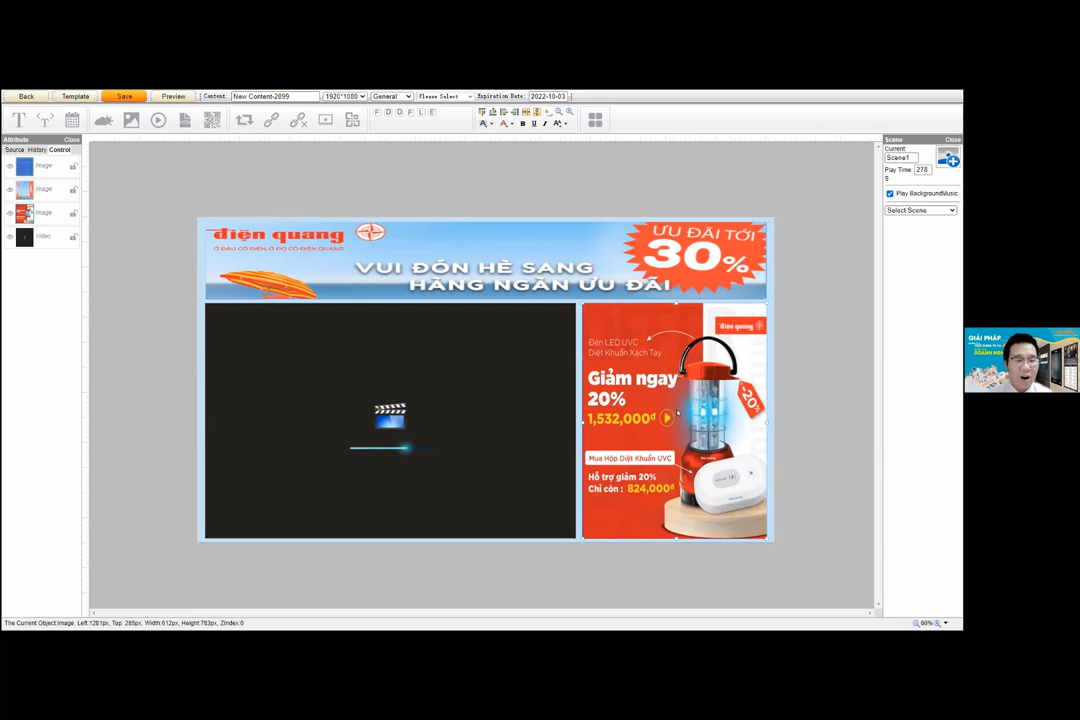 Back Template Save Preview Content: New Content-2899 1920*1080 General Please Select Expiration Date: 2022-10-03
F D D F L E
A A B U I A
Attribute Close
Source History Control
Image
Image
Image
Video
Scene Close
Current
Scene1
Play Time: 278
S
Play BackgroundMusic
Select Scene
điện quang
Ở ĐÂU CÓ ĐIỆN, Ở ĐÓ CÓ ĐIỆN QUANG
VUI ĐÓN HÈ SANG
HÀNG NGÀN ƯU ĐÃI
ƯU ĐÃI TỚI
30%
điện quang
Đèn LED UVC
Diệt Khuẩn Xách Tay
Giảm ngay
20%
1,532,000đ
-20%
Mua Hộp Diệt Khuẩn UVC
Hỗ trợ giảm 20%
Chỉ còn : 824,000đ
GIẢI PHÁP
DOANH NGH
The Current Object:Image, Left:1281px, Top: 285px, Width:612px, Height:783px, ZIndex:0
60%